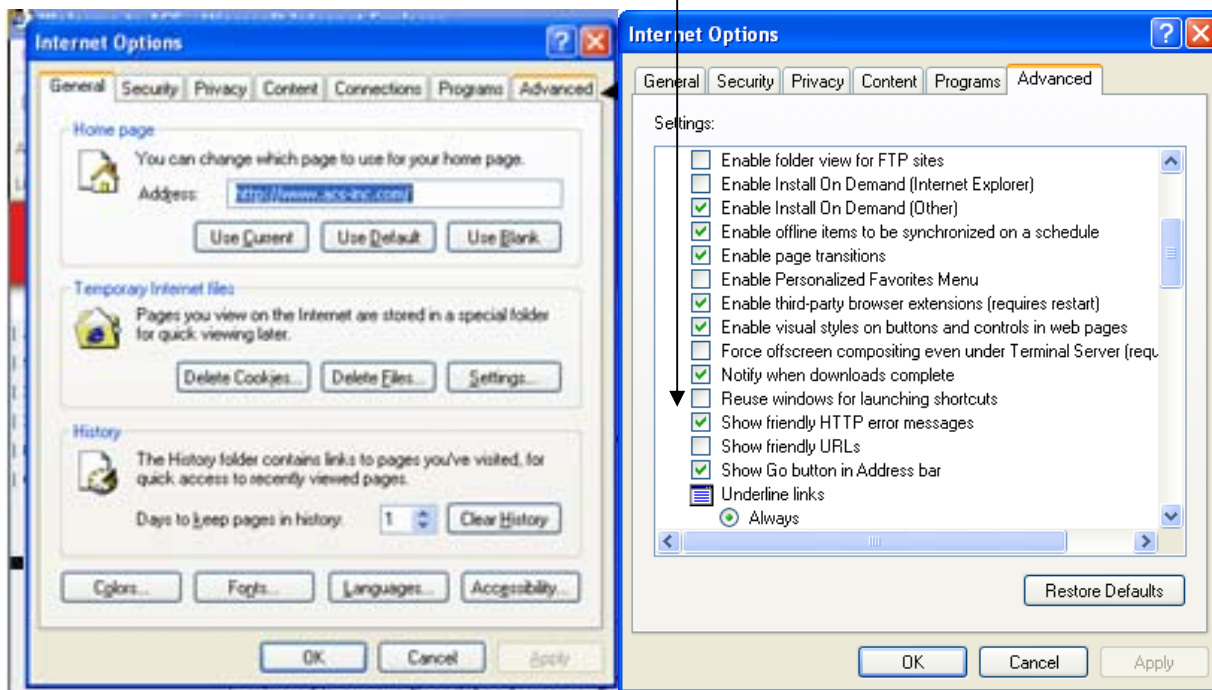 Internet Options
General Security Privacy Content Connections Programs Advanced
Home page
You can change which page to use for your home page.
Address: http://www.acs-inc.com/
Use Current Use Default Use Blank
Temporary Internet files
Pages you view on the Internet are stored in a special folder
for quick viewing later.
Delete Cookies... Delete Files... Settings...
History
The History folder contains links to pages you've visited, for
quick access to recently viewed pages.
Days to keep pages in history: 1 Clear History
Colors... Fonts... Languages... Accessibility...
OK Cancel Apply
Internet Options
General Security Privacy Content Programs Advanced
Settings:
Enable folder view for FTP sites
Enable Install On Demand (Internet Explorer)
Enable Install On Demand (Other)
Enable offline items to be synchronized on a schedule
Enable page transitions
Enable Personalized Favorites Menu
Enable third-party browser extensions (requires restart)
Enable visual styles on buttons and controls in web pages
Force offscreen compositing even under Terminal Server (requ
Notify when downloads complete
Reuse windows for launching shortcuts
Show friendly HTTP error messages
Show friendly URLs
Show Go button in Address bar
Underline links
Always
Restore Defaults
OK Cancel Apply